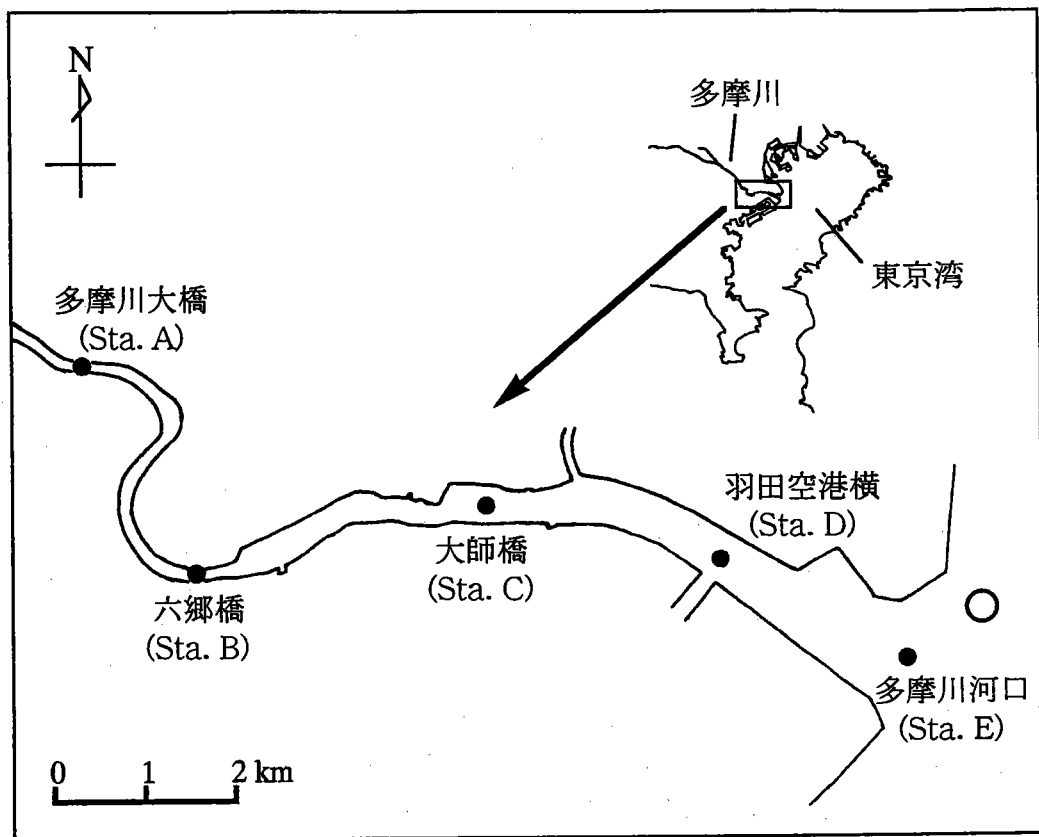 N
多摩川
東京湾
多摩川大橋
(Sta. A)
羽田空港横
(Sta. D)
大師橋
(Sta. C)
六郷橋
(Sta. B)
多摩川河口
(Sta. E)
0 1 2 km